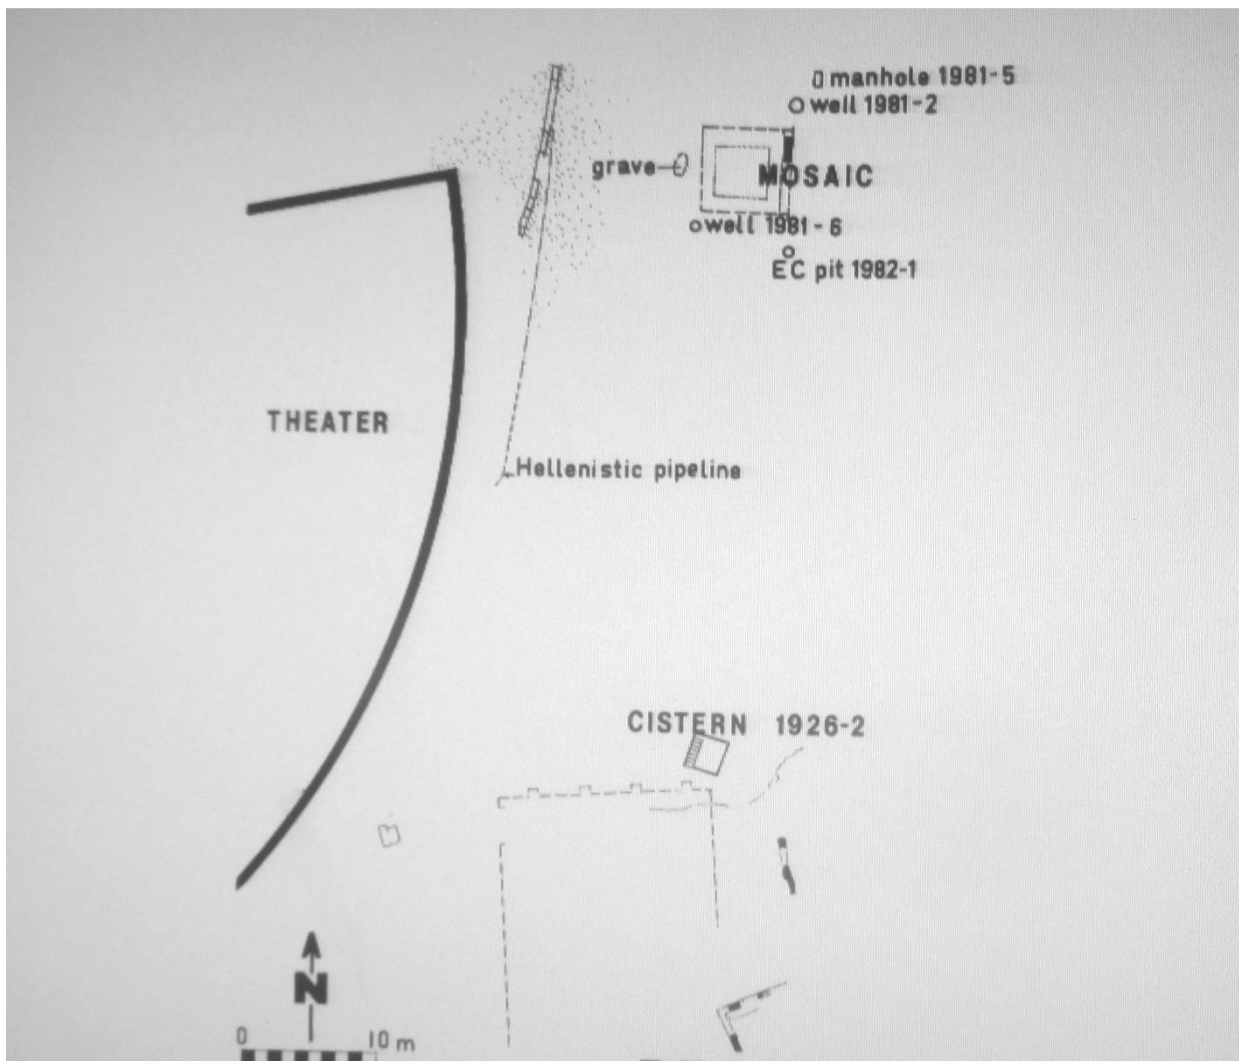 manhole 1981-5
well 1981-2
grave
MOSAIC
well 1981-6
EC pit 1982-1
THEATER
Hellenistic pipeline
CISTERN 1926-2
N
0 10 m